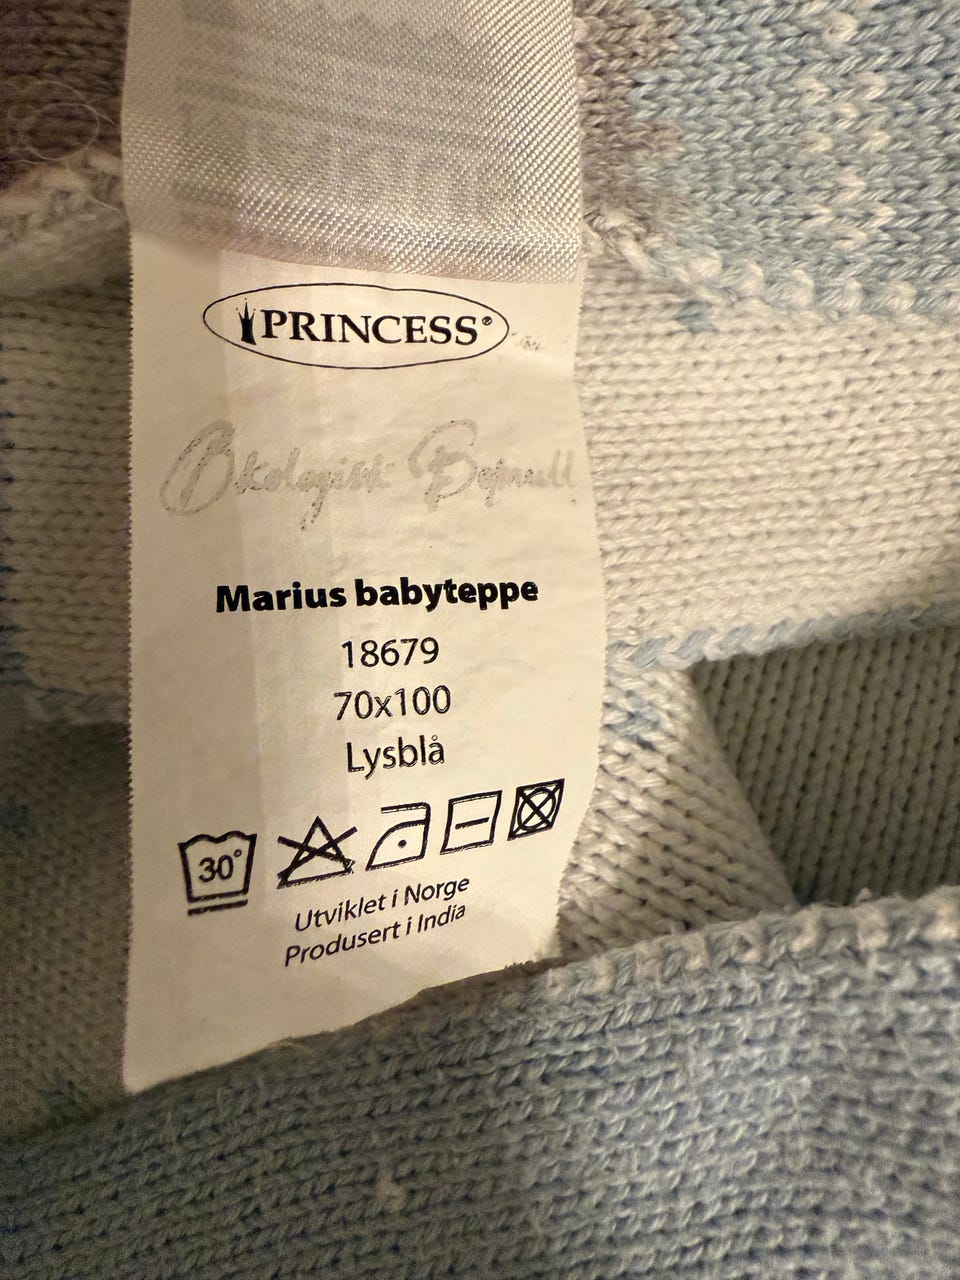 PRINCESS®
Økologisk Bomull
Marius babyteppe
18679
70x100
Lysblå
30°
Utviklet i Norge
Produsert i India